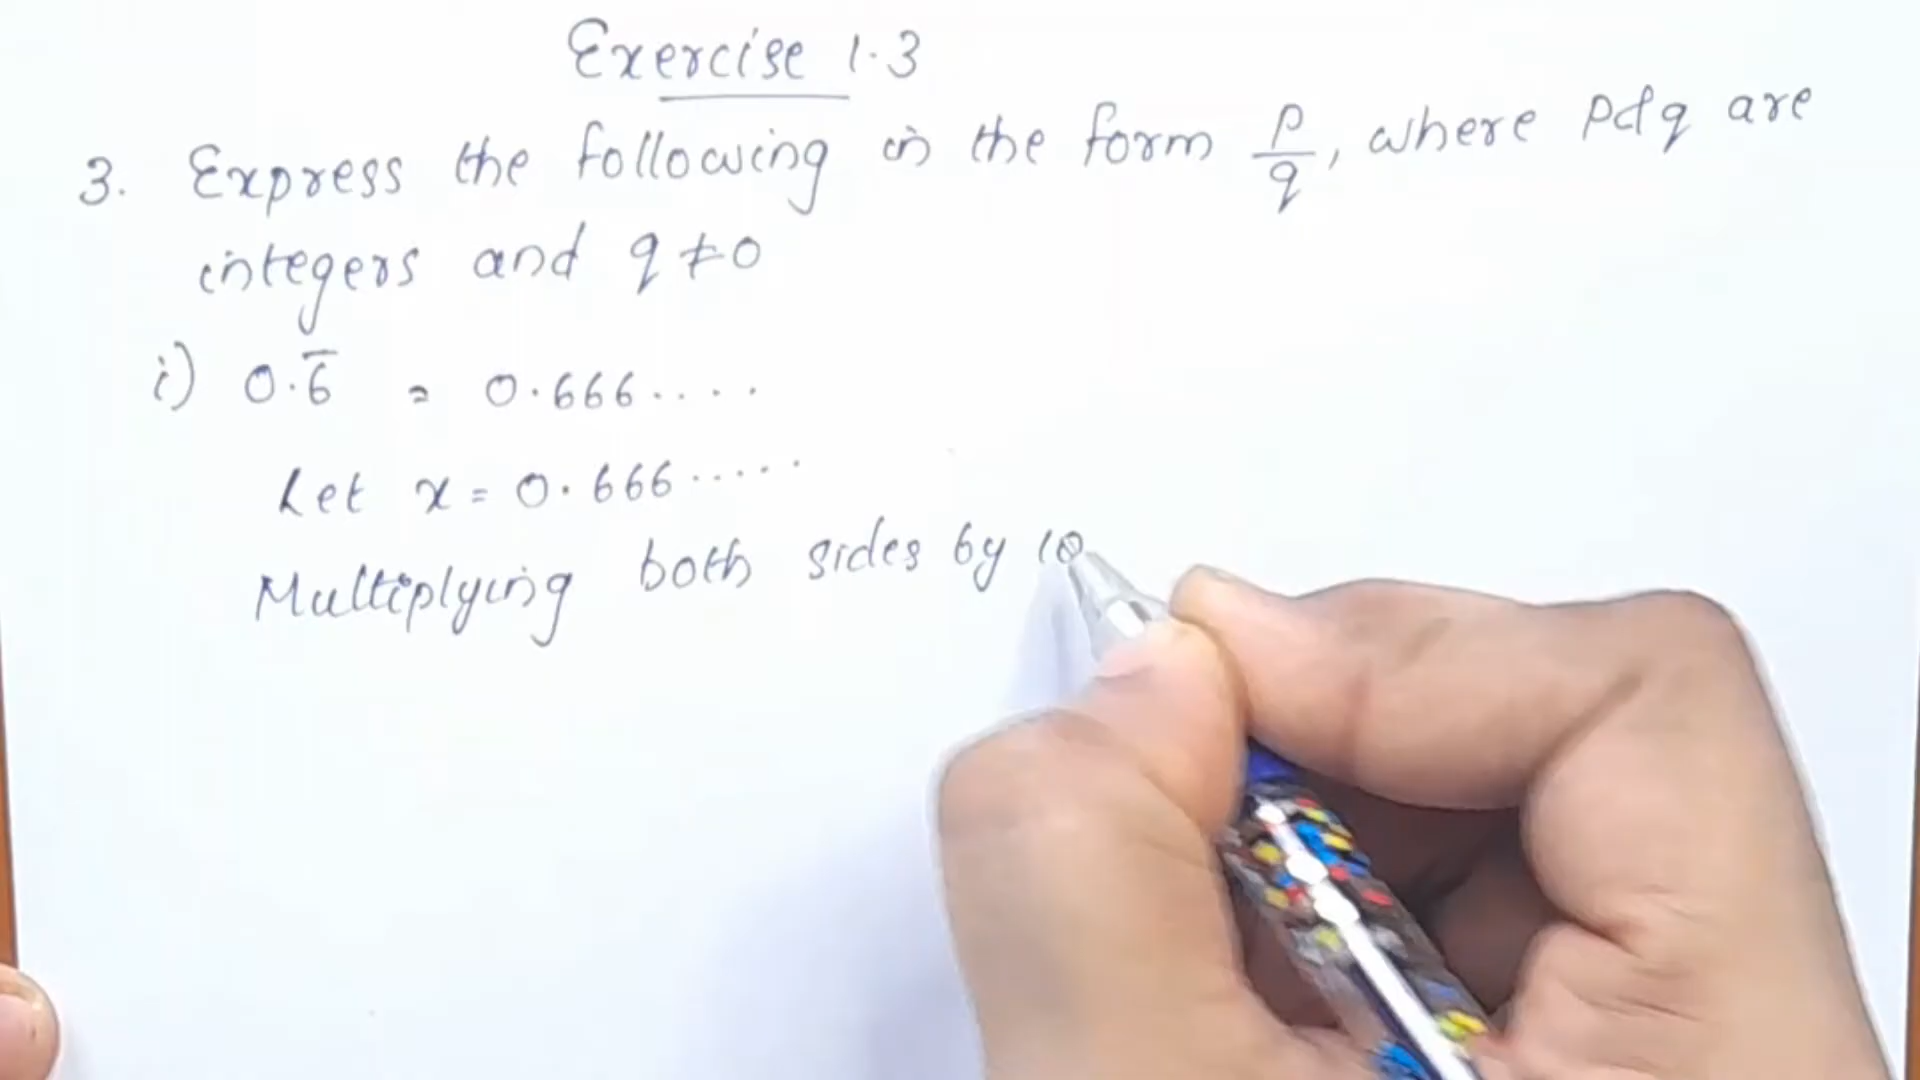 Exercise 1.3
3. Express the following in the form p/q, where p & q are
integers and q ≠ 0
i) 0.6̅ = 0.666....
Let x = 0.666.....
Multiplying both sides by 10